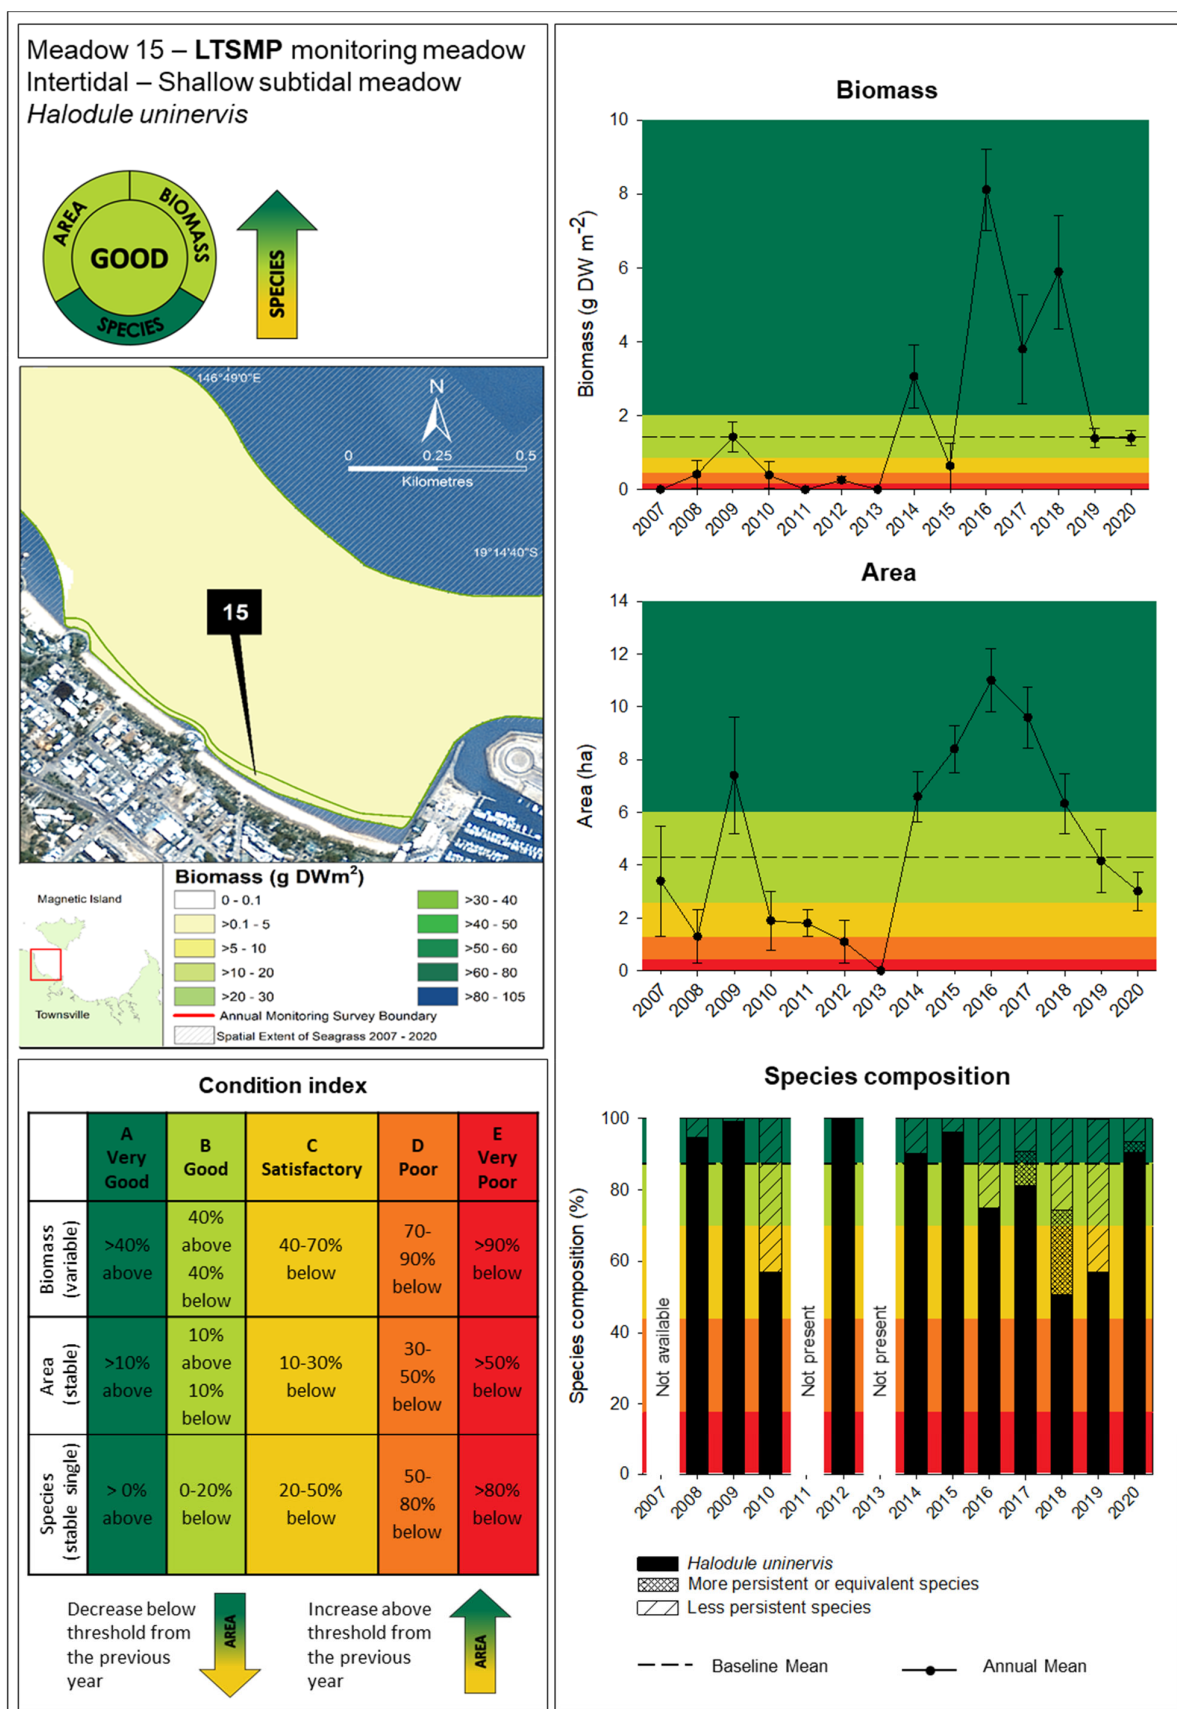 Meadow 15 – LTSMP monitoring meadow
Intertidal – Shallow subtidal meadow
Halodule uninervis
AREA
BIOMASS
GOOD
SPECIES
SPECIES
146°49'0"E
N
0 0.25 0.5
Kilometres
19°14'40"S
15
Magnetic Island
Townsville
Biomass (g DWm²)
0 - 0.1
>0.1 - 5
>5 - 10
>10 - 20
>20 - 30
>30 - 40
>40 - 50
>50 - 60
>60 - 80
>80 - 105
Annual Monitoring Survey Boundary
Spatial Extent of Seagrass 2007 - 2020
Condition index
A
Very
Good
B
Good
C
Satisfactory
D
Poor
E
Very
Poor
Biomass
(variable)
>40%
above
40%
above
40%
below
40-70%
below
70-
90%
below
>90%
below
Area
(stable)
>10%
above
10%
above
10%
below
10-30%
below
30-
50%
below
>50%
below
Species
(stable single)
> 0%
above
0-20%
below
20-50%
below
50-
80%
below
>80%
below
Decrease below
threshold from
the previous
year
AREA
Increase above
threshold from
the previous
year
AREA
Biomass
Biomass (g DW m-2)
10
8
6
4
2
0
2007 2008 2009 2010 2011 2012 2013 2014 2015 2016 2017 2018 2019 2020
Area
Area (ha)
14
12
10
8
6
4
2
0
2007 2008 2009 2010 2011 2012 2013 2014 2015 2016 2017 2018 2019 2020
Species composition
Species composition (%)
100
80
60
40
20
0
Not available
Not present
Not present
2007 2008 2009 2010 2011 2012 2013 2014 2015 2016 2017 2018 2019 2020
Halodule uninervis
More persistent or equivalent species
Less persistent species
Baseline Mean
Annual Mean